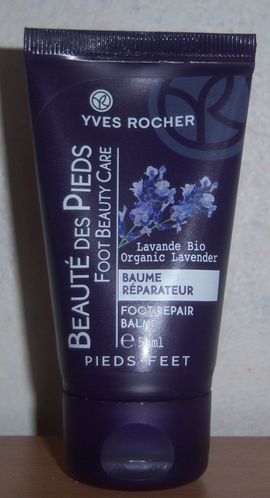 YVES ROCHER
BEAUTÉ DES PIEDS
FOOT BEAUTY CARE
Lavande Bio
Organic Lavender
BAUME
RÉPARATEUR
FOOT REPAIR
BALM
PIEDS FEET